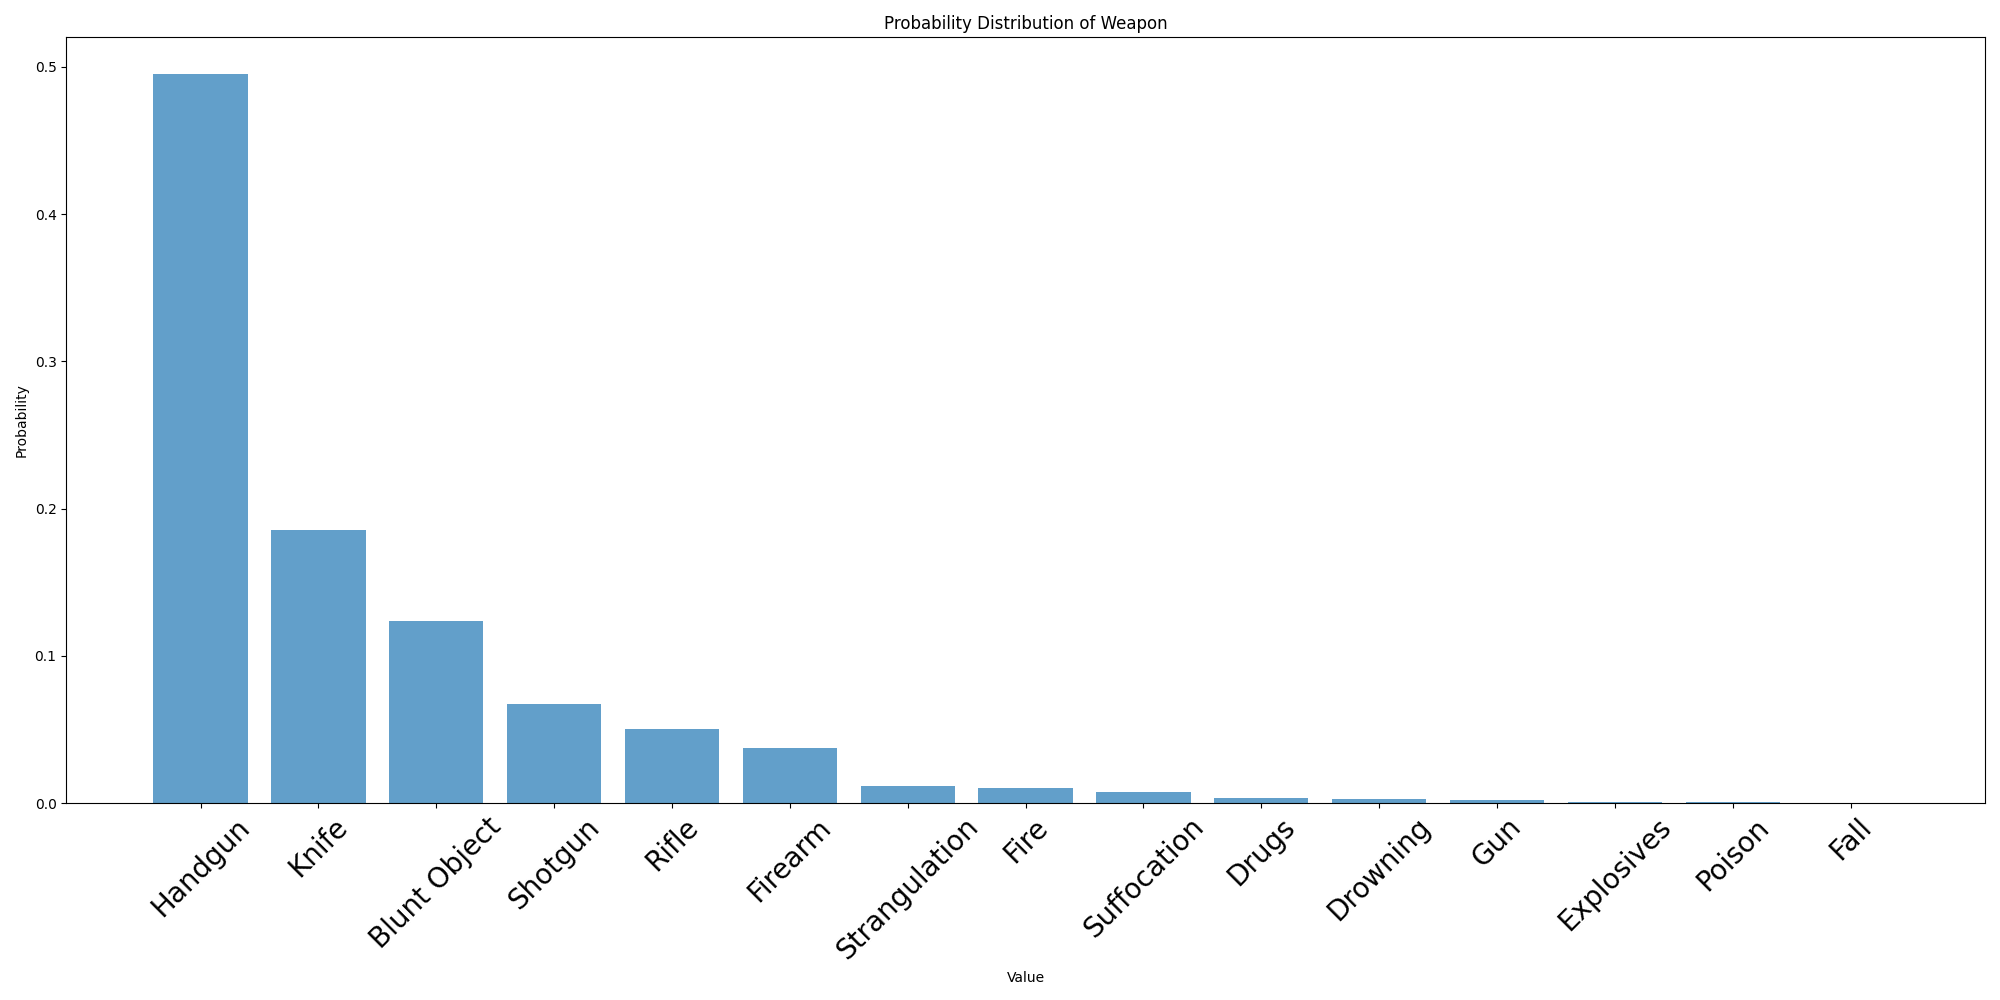 Probability Distribution of Weapon
Probability
0.5
0.4
0.3
0.2
0.1
0.0
Handgun
Knife
Blunt Object
Shotgun
Rifle
Firearm
Strangulation
Fire
Suffocation
Drugs
Drowning
Gun
Explosives
Poison
Fall
Value